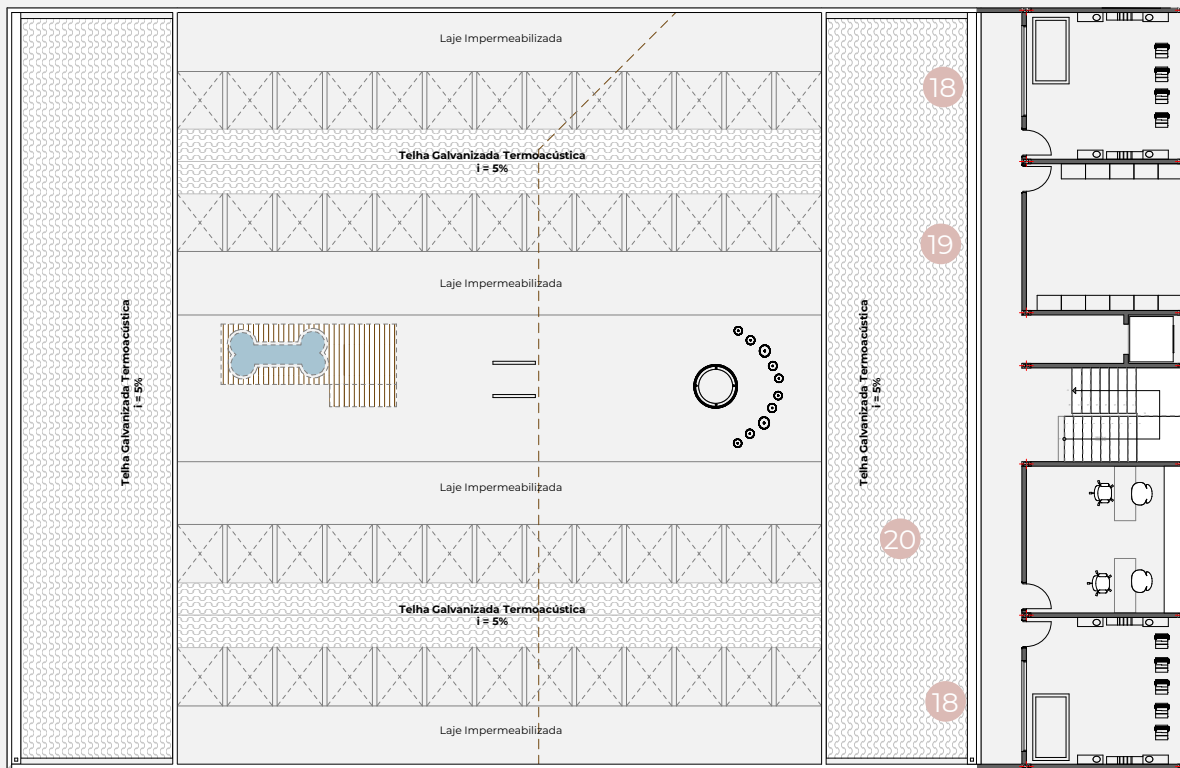 Laje Impermeabilizada
18
Telha Galvanizada Termoacústica
i = 5%
19
Laje Impermeabilizada
Telha Galvanizada Termoacústica
i = 5%
Telha Galvanizada Termoacústica
i = 5%
Laje Impermeabilizada
20
Telha Galvanizada Termoacústica
i = 5%
18
Laje Impermeabilizada